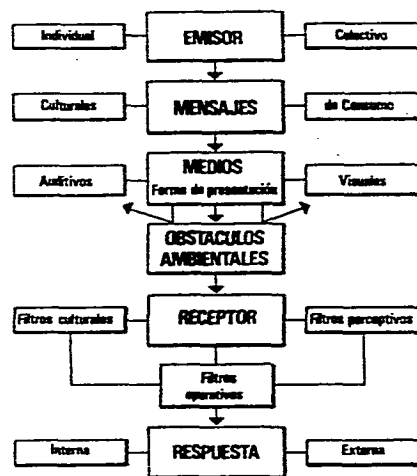 Individual
EMISOR
Colectivo
Culturales
MENSAJES
de Consumo
MEDIOS
Auditivos
Forma de presentación
Visuales
OBSTACULOS
AMBIENTALES
Filtros culturales
RECEPTOR
Filtros perceptivos
Filtros
operativos
Interna
RESPUESTA
Externa